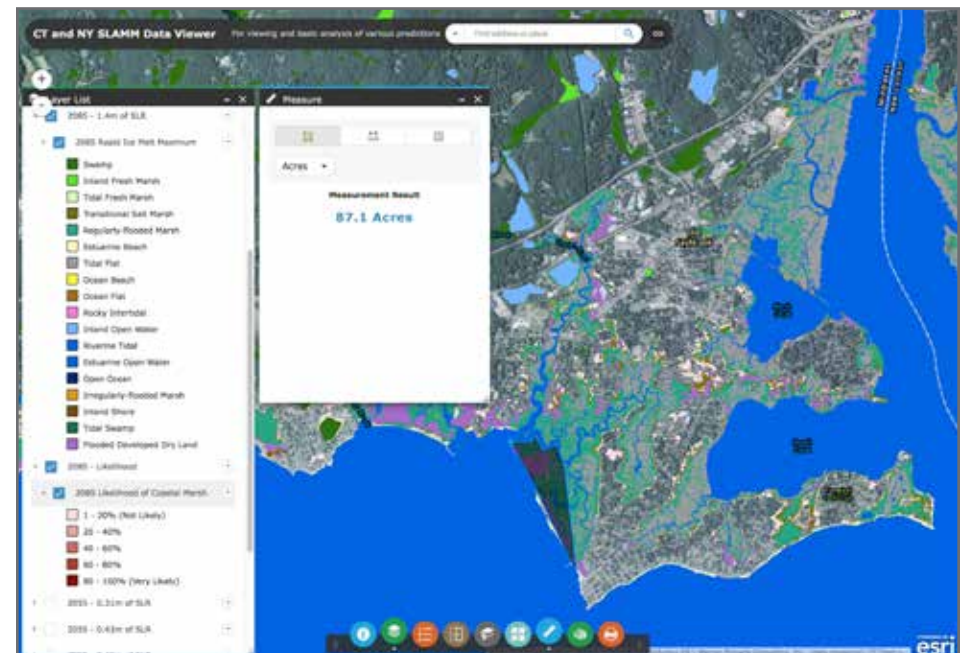 CT and NY SLAMM Data Viewer
For viewing and basic analysis of various predictions
Find address or place
Layer List
2085 - 1.4m of SLR
2085 Rapid Ice Melt Maximum
Swamp
Inland Fresh Marsh
Tidal Fresh Marsh
Transitional Salt Marsh
Regularly-flooded Marsh
Estuarine Beach
Tidal Flat
Ocean Beach
Ocean Flat
Rocky Intertidal
Inland Open Water
Riverine Tidal
Estuarine Open Water
Open Ocean
Irregularly-flooded Marsh
Inland Shore
Tidal Swamp
Flooded Developed Dry Land
2085 - Likelihood
2085 Likelihood of Coastal Marsh
1 - 20% (Not Likely)
20 - 40%
40 - 60%
60 - 80%
80 - 100% (Very Likely)
2055 - 0.31m of SLR
2055 - 0.43m of SLR
Measure
Acres
Measurement Result
87.1 Acres
POWERED BY
esri